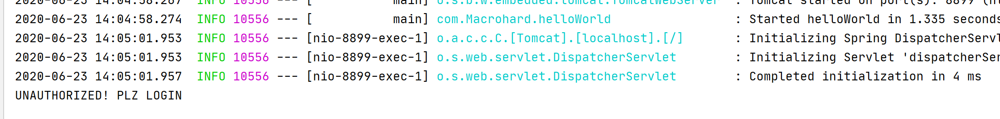 2020-06-23 14:04:58.267  INFO 10556 --- [           main] o.s.b.w.embedded.tomcat.TomcatWebServer  : Tomcat started on port(s): 8899
2020-06-23 14:04:58.274  INFO 10556 --- [           main] com.Macrohard.helloWorld                 : Started helloWorld in 1.335 seconds
2020-06-23 14:05:01.953  INFO 10556 --- [nio-8899-exec-1] o.a.c.c.C.[Tomcat].[localhost].[/]       : Initializing Spring DispatcherServl
2020-06-23 14:05:01.953  INFO 10556 --- [nio-8899-exec-1] o.s.web.servlet.DispatcherServlet        : Initializing Servlet 'dispatcherSer
2020-06-23 14:05:01.957  INFO 10556 --- [nio-8899-exec-1] o.s.web.servlet.DispatcherServlet        : Completed initialization in 4 ms
UNAUTHORIZED! PLZ LOGIN